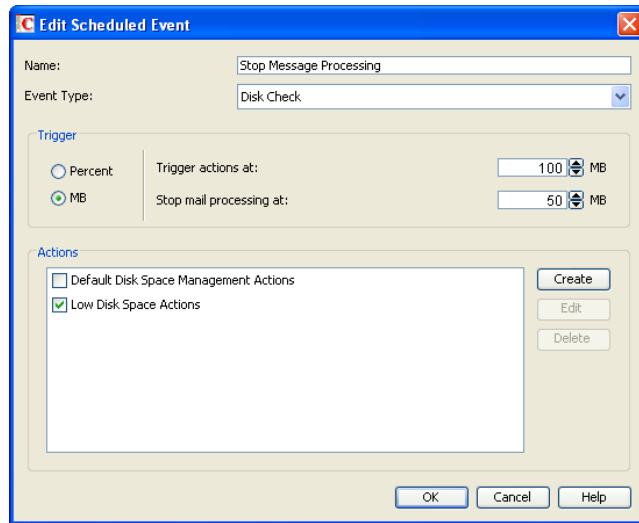 C Edit Scheduled Event
Name: Stop Message Processing
Event Type: Disk Check
Trigger
Percent
MB
Trigger actions at: 100 MB
Stop mail processing at: 50 MB
Actions
Default Disk Space Management Actions
Low Disk Space Actions
Create
Edit
Delete
OK Cancel Help